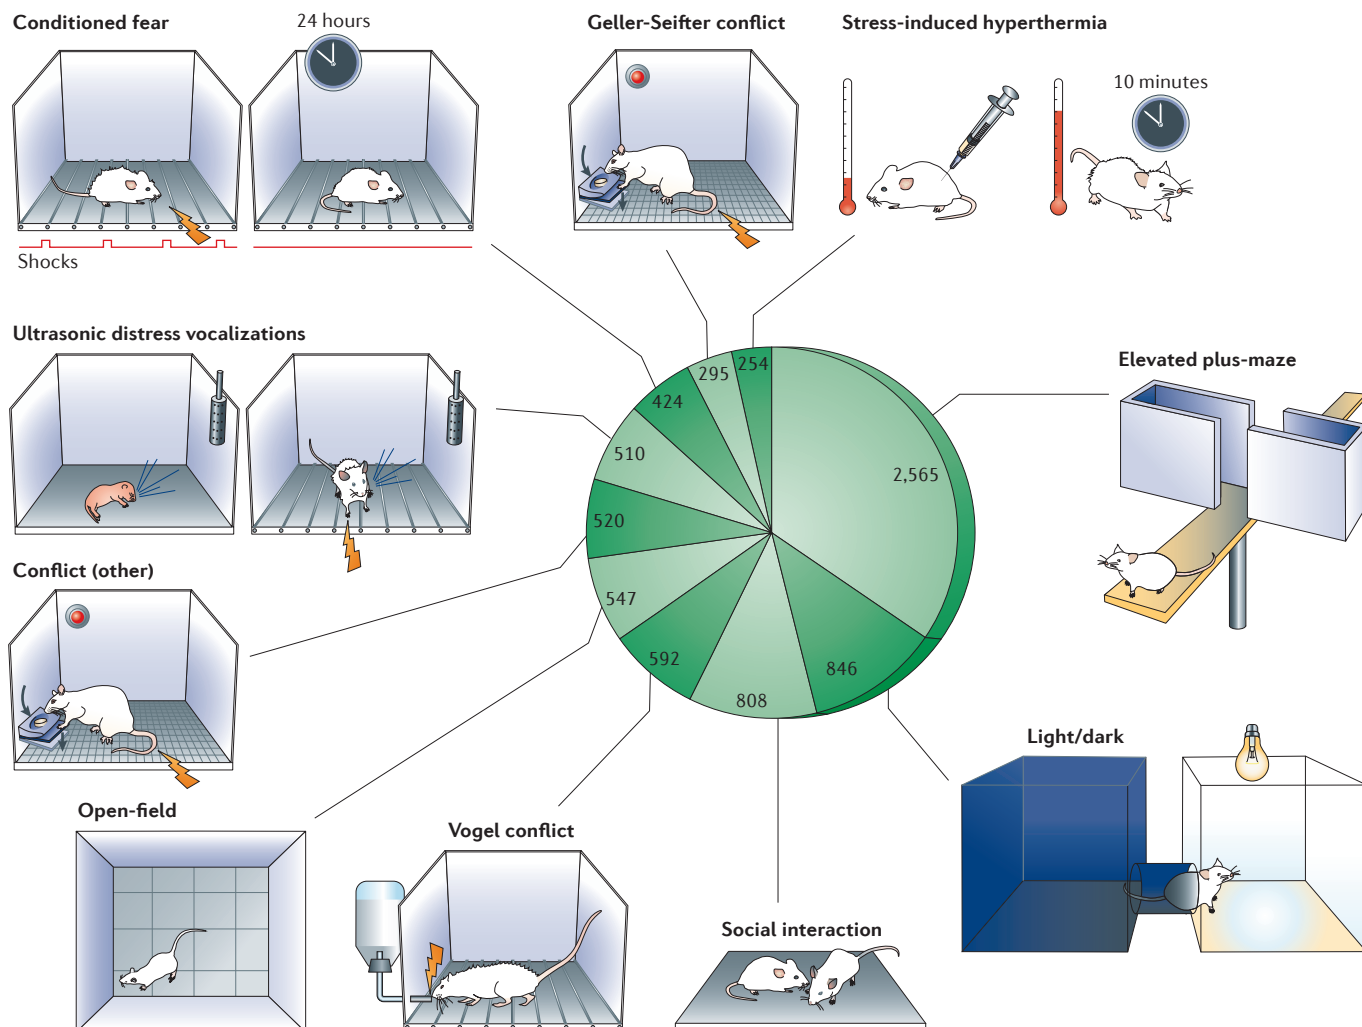 Conditioned fear
24 hours
Geller-Seifter conflict
Stress-induced hyperthermia
10 minutes
Shocks
Ultrasonic distress vocalizations
Elevated plus-maze
254
295
424
2,565
510
520
Conflict (other)
547
592
846
808
Light/dark
Open-field
Vogel conflict
Social interaction